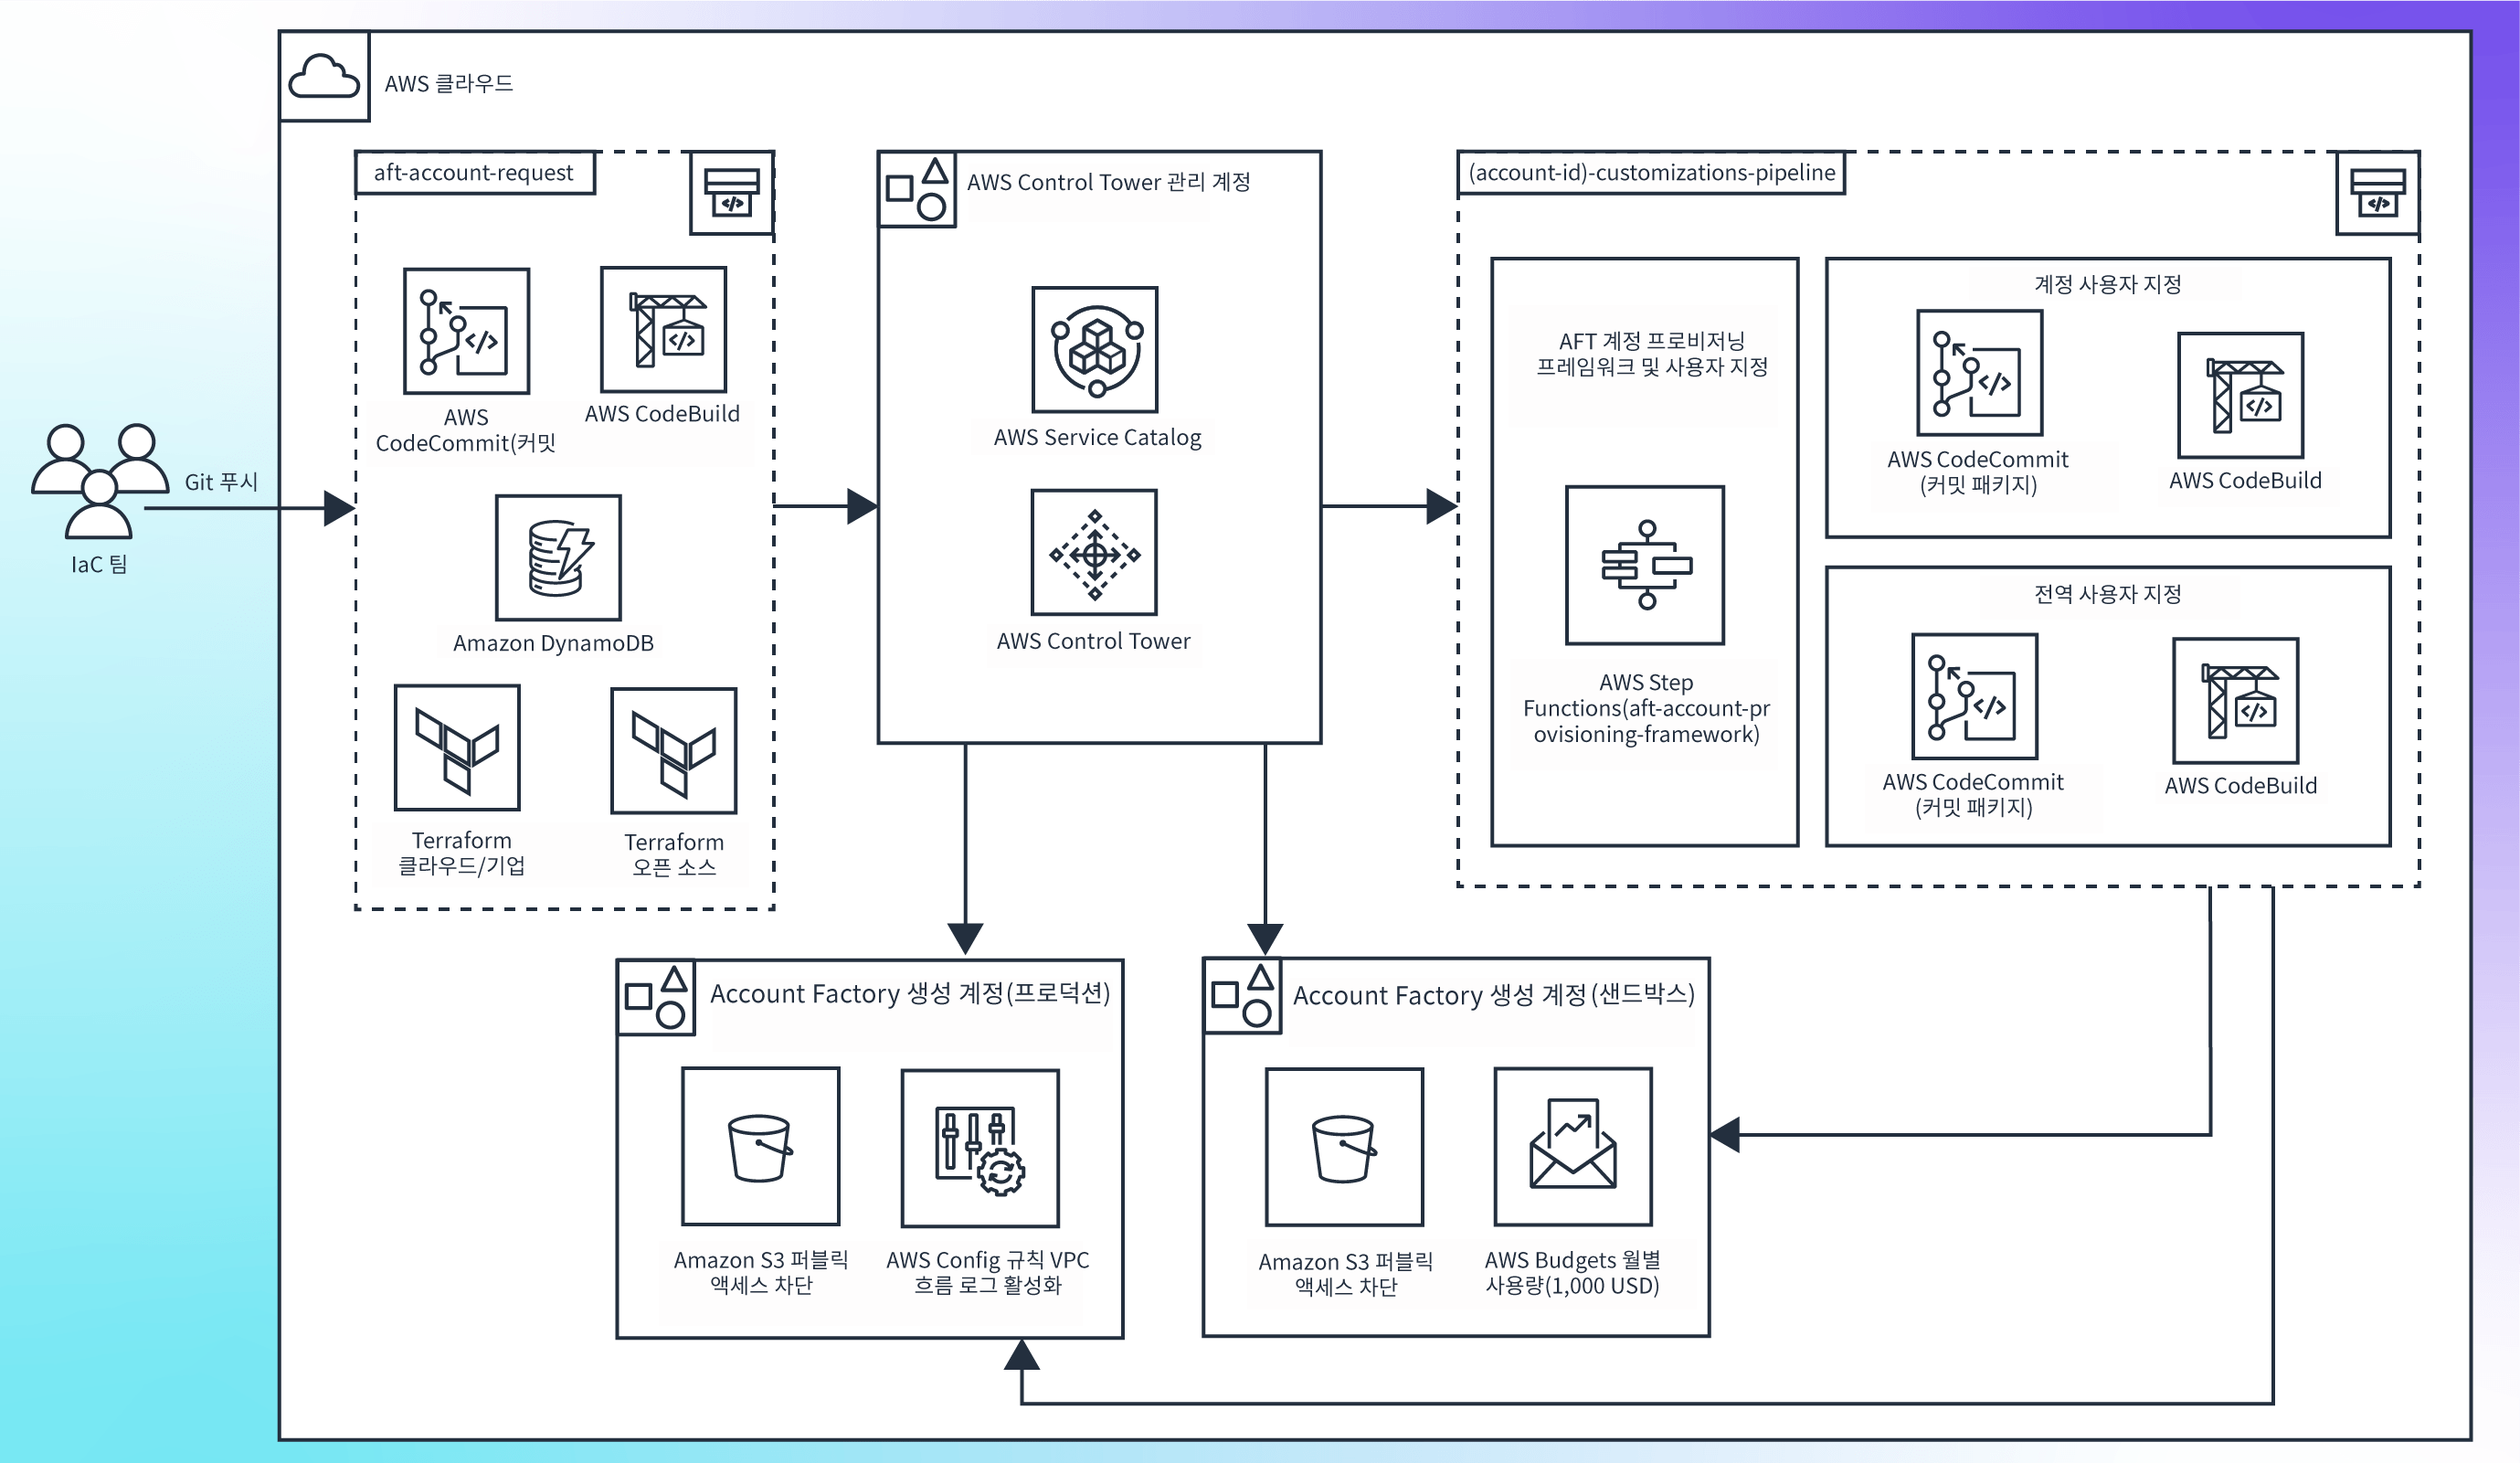 AWS 클라우드
aft-account-request
AWS
CodeCommit(커밋
AWS CodeBuild
Git 푸시
IaC 팀
Amazon DynamoDB
Terraform
클라우드/기업
Terraform
오픈 소스
AWS Control Tower 관리 계정
AWS Service Catalog
AWS Control Tower
(account-id)-customizations-pipeline
AFT 계정 프로비저닝
프레임워크 및 사용자 지정
AWS Step
Functions(aft-account-pr
ovisioning-framework)
계정 사용자 지정
AWS CodeCommit
(커밋 패키지)
AWS CodeBuild
전역 사용자 지정
AWS CodeCommit
(커밋 패키지)
AWS CodeBuild
Account Factory 생성 계정(프로덕션)
Amazon S3 퍼블릭
액세스 차단
AWS Config 규칙 VPC
흐름 로그 활성화
Account Factory 생성 계정(샌드박스)
Amazon S3 퍼블릭
액세스 차단
AWS Budgets 월별
사용량(1,000 USD)